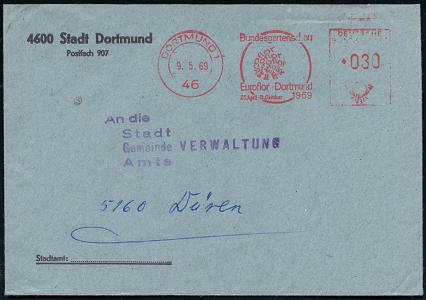 4600 Stadt Dortmund
Postfach 907
DORTMUND 1
9.5.69
46
Bundesgartenschau
Euroflor Dortmund
1969
DEUTSCHE
030
An die
Stadt
Gemeinde VERWALTUNG
Amts
5160 Düren
Stadtamt: